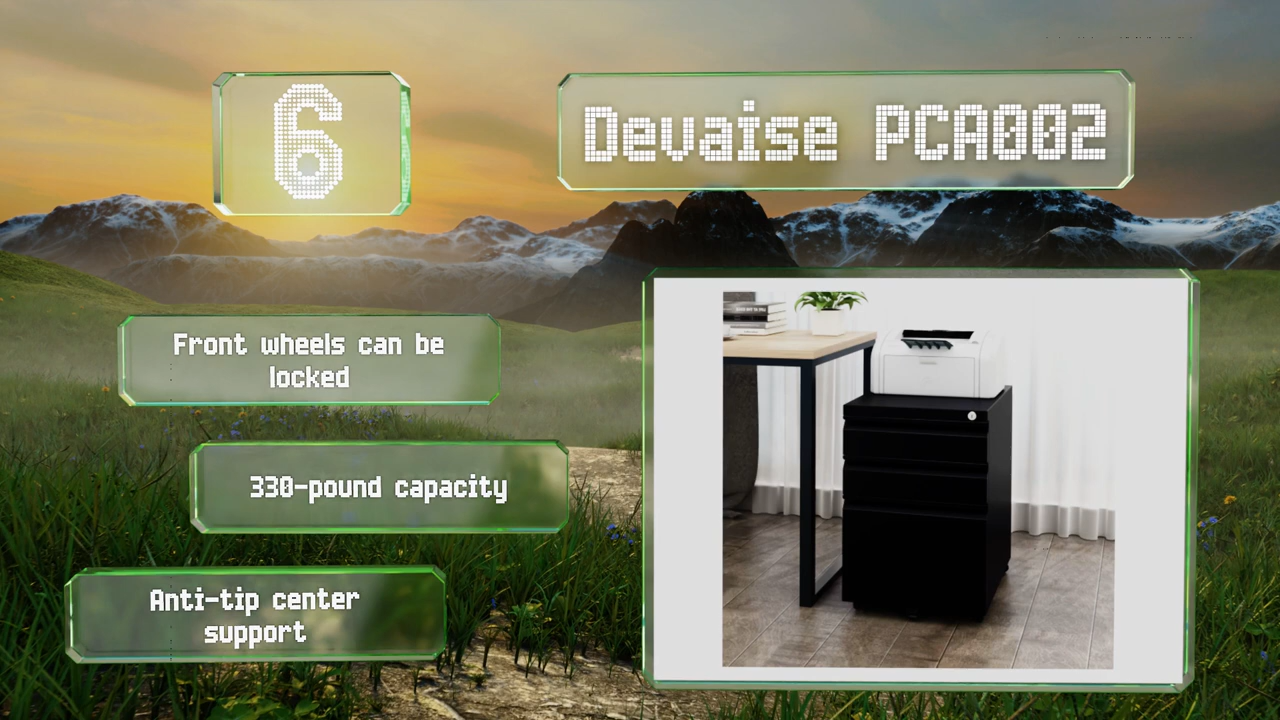 6
Devaise PCA002
Front wheels can be
locked
330-pound capacity
Anti-tip center
support